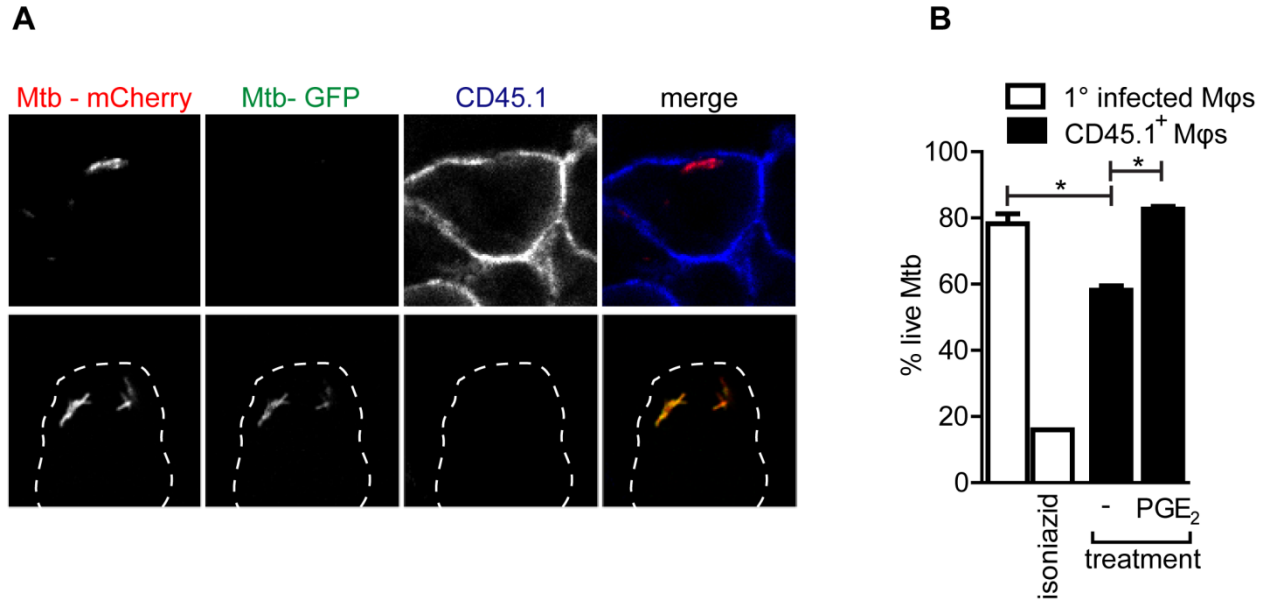 A
Mtb - mCherry
Mtb- GFP
CD45.1
merge
B
1° infected Mφs
CD45.1⁺ Mφs
% live Mtb
100
80
60
40
20
0
*
*
isoniazid
-
PGE₂
treatment